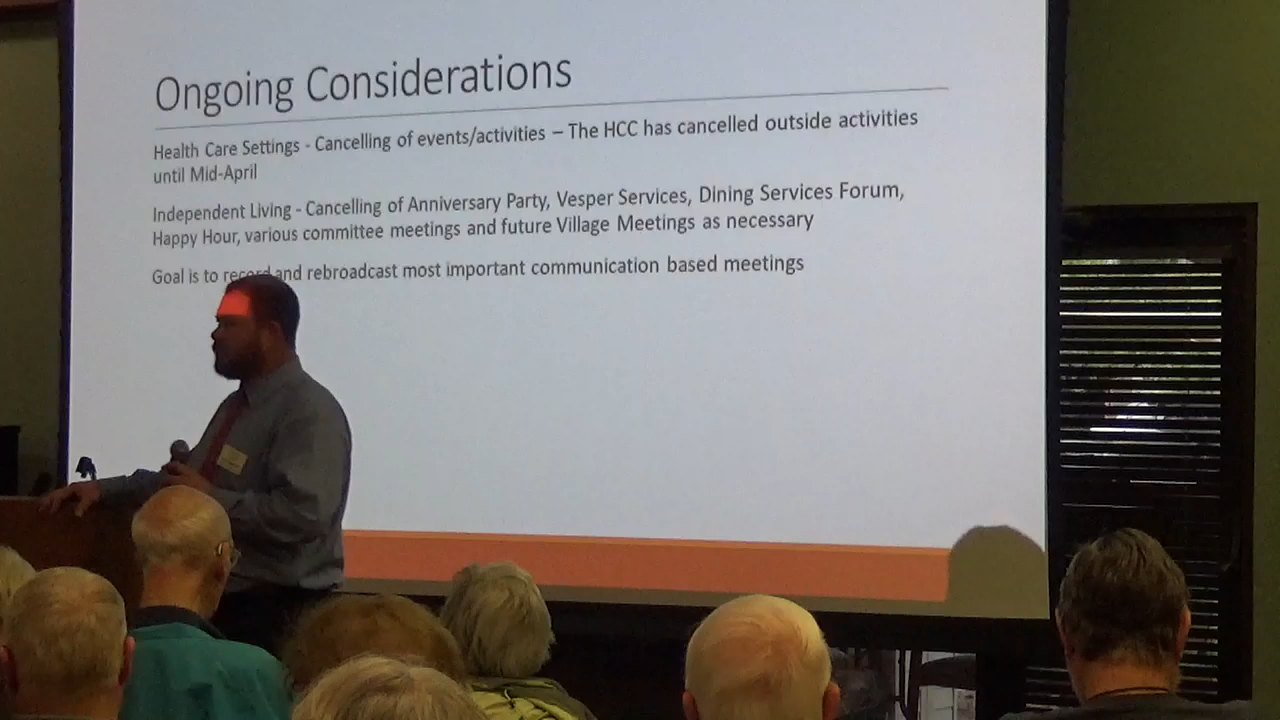 Ongoing Considerations
Health Care Settings - Cancelling of events/activities – The HCC has cancelled outside activities
until Mid-April
Independent Living - Cancelling of Anniversary Party, Vesper Services, Dining Services Forum,
Happy Hour, various committee meetings and future Village Meetings as necessary
Goal is to record and rebroadcast most important communication based meetings